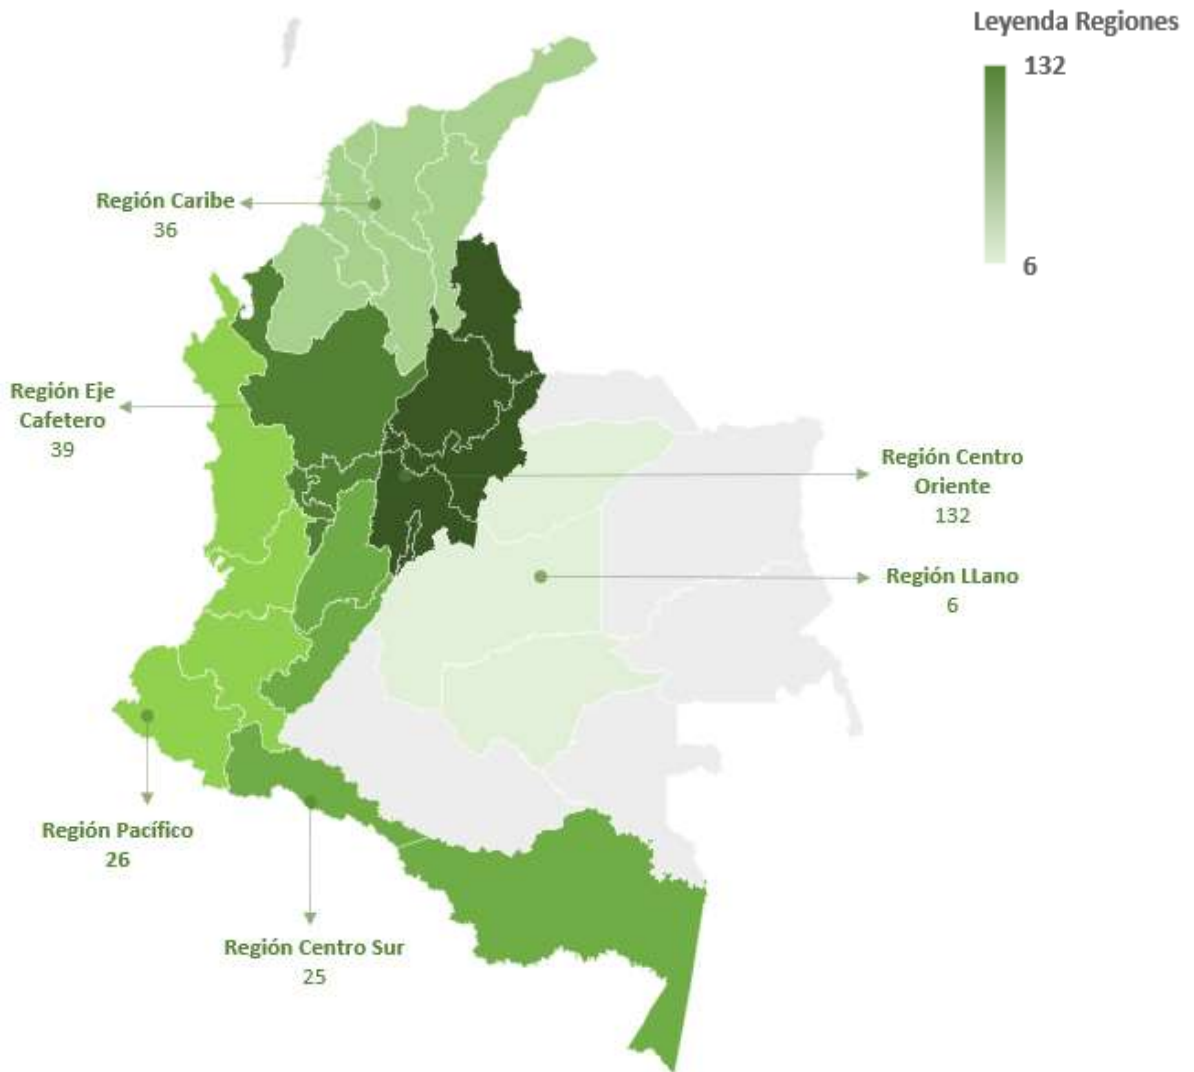 Leyenda Regiones
132
6
Región Caribe
36
Región Eje
Cafetero
39
Región Centro
Oriente
132
Región LLano
6
Región Pacífico
26
Región Centro Sur
25